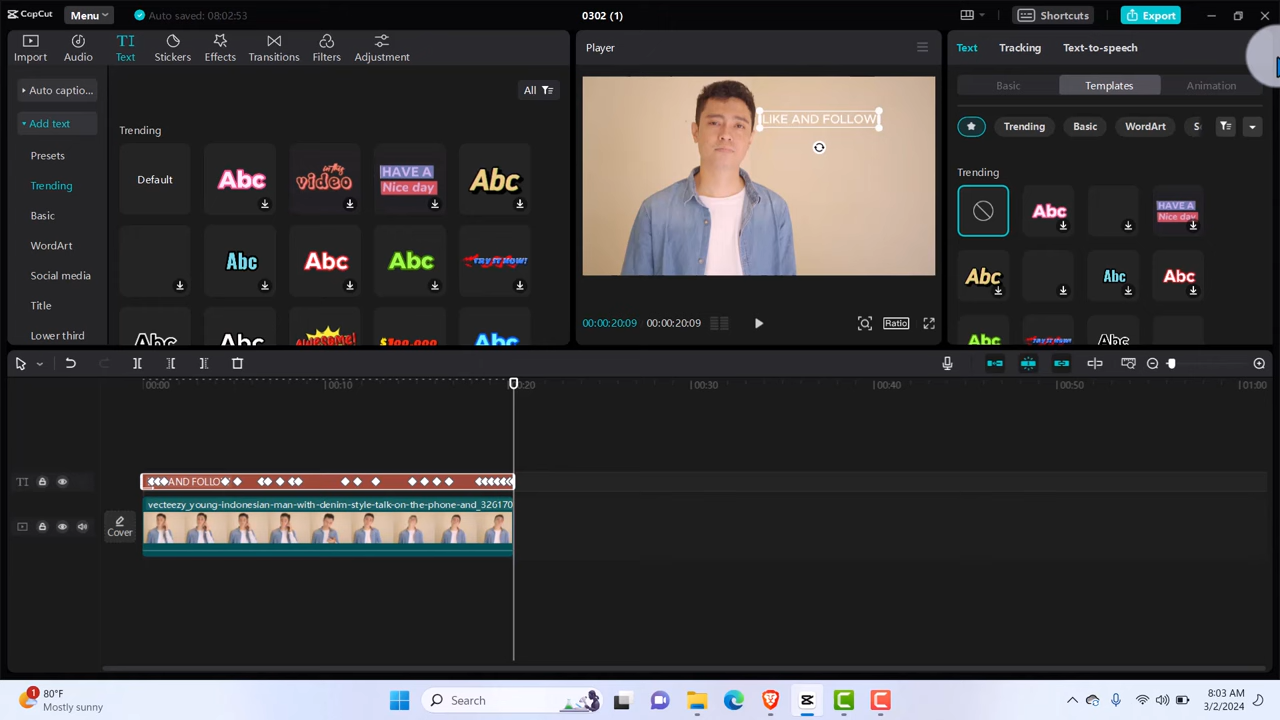 CapCut
Menu
Auto saved: 08:02:53
0302 (1)
Shortcuts
Export
Import
Audio
Text
Stickers
Effects
Transitions
Filters
Adjustment
Auto captio...
Add text
Presets
Trending
Basic
WordArt
Social media
Title
Lower third
All
Trending
Default
Abc
video
HAVE A
Nice day
Abc
Abc
Abc
Abc
TRY IT NOW!
Abc
Abc
AWESOME!
$100,000
Abc
Player
LIKE AND FOLLOW
00:00:20:09
00:00:20:09
Ratio
Text
Tracking
Text-to-speech
Basic
Templates
Animation
Trending
Basic
WordArt
S
Trending
Abc
HAVE A
Nice day
Abc
Abc
Abc
Abc
Abc
00:00
00:10
00:20
00:30
00:40
00:50
01:00
AND FOLLO
vecteezy_young-indonesian-man-with-denim-style-talk-on-the-phone-and_326170
Cover
1
80°F
Mostly sunny
Search
8:03 AM
3/2/2024